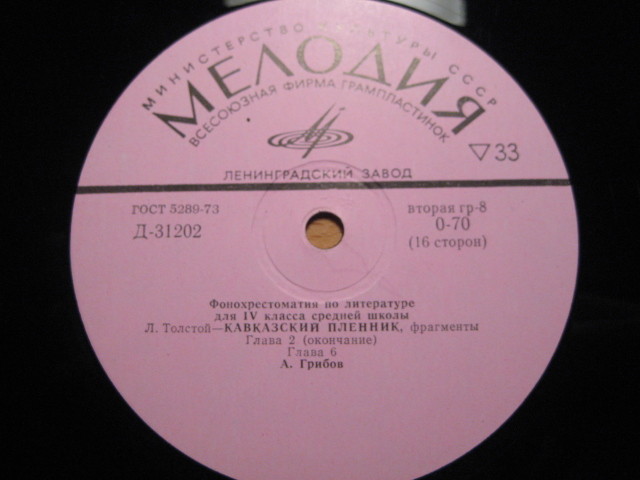 МИНИСТЕРСТВО КУЛЬТУРЫ СССР
МЕЛОДИЯ
ВСЕСОЮЗНАЯ ФИРМА ГРАМПЛАСТИНОК
▽33
ЛЕНИНГРАДСКИЙ ЗАВОД
ГОСТ 5289-73
Д-31202
вторая гр-8
0-70
(16 сторон)
Фонохрестоматия по литературе
для IV класса средней школы
Л. Толстой—КАВКАЗСКИЙ ПЛЕННИК, фрагменты
Глава 2 (окончание)
Глава 6
А. Грибов